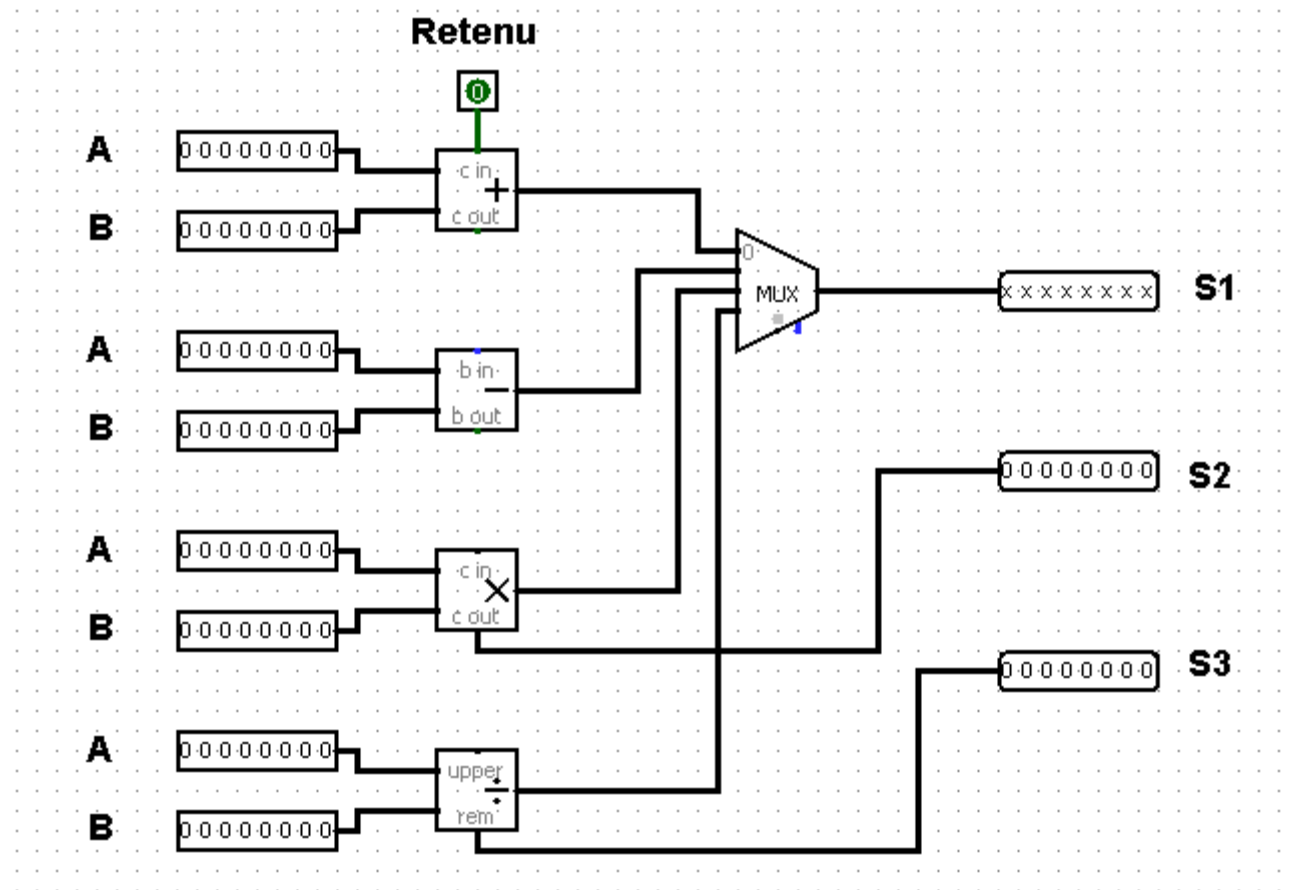 Retenu
0
A 00000000
c in
+
B 00000000
c out
0
MUX
xxxxxxxx S1
A 00000000
b in
−
B 00000000
b out
00000000 S2
A 00000000
c in
×
B 00000000
c out
00000000 S3
A 00000000
upper
÷
B 00000000
rem